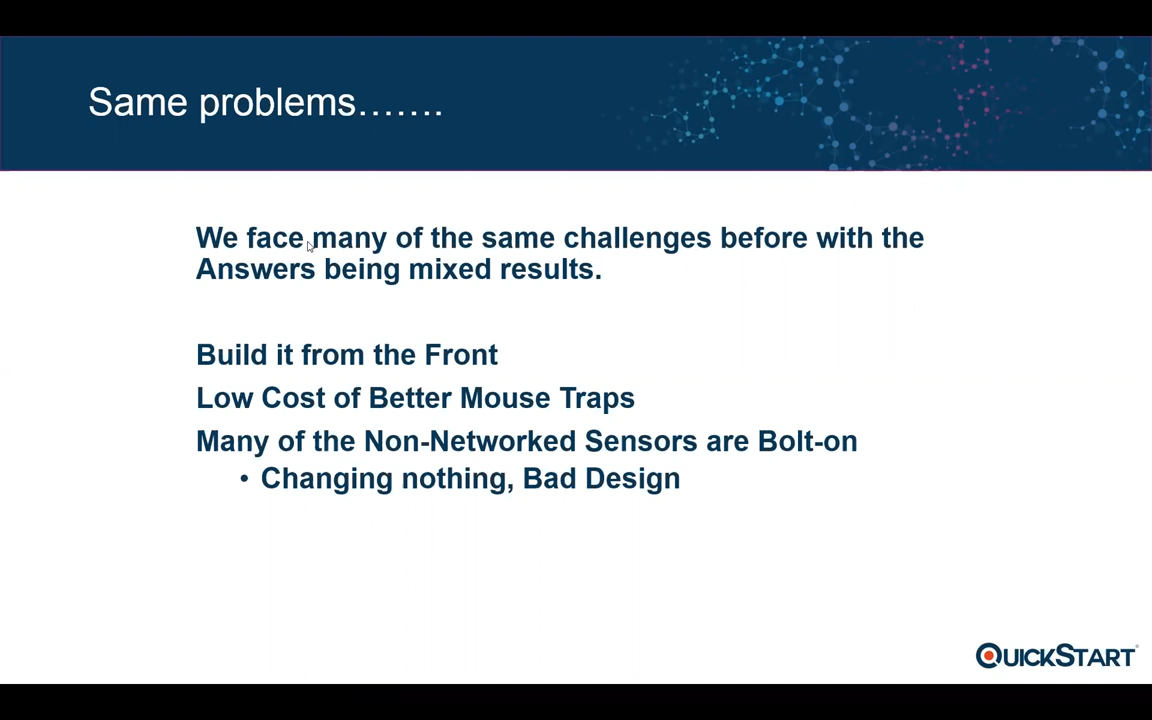 Same problems…….
We face many of the same challenges before with the
Answers being mixed results.
Build it from the Front
Low Cost of Better Mouse Traps
Many of the Non-Networked Sensors are Bolt-on
• Changing nothing, Bad Design
QUICKSTART